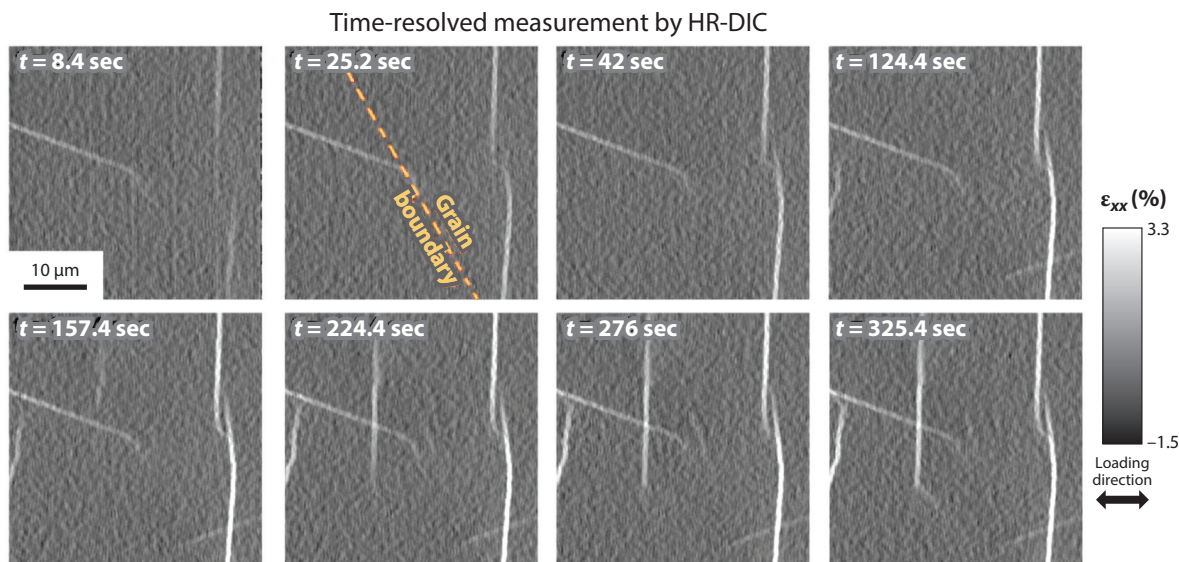 Time-resolved measurement by HR-DIC
t = 8.4 sec
t = 25.2 sec
t = 42 sec
t = 124.4 sec
Grain
boundary
10 μm
t = 157.4 sec
t = 224.4 sec
t = 276 sec
t = 325.4 sec
εxx (%)
3.3
–1.5
Loading
direction